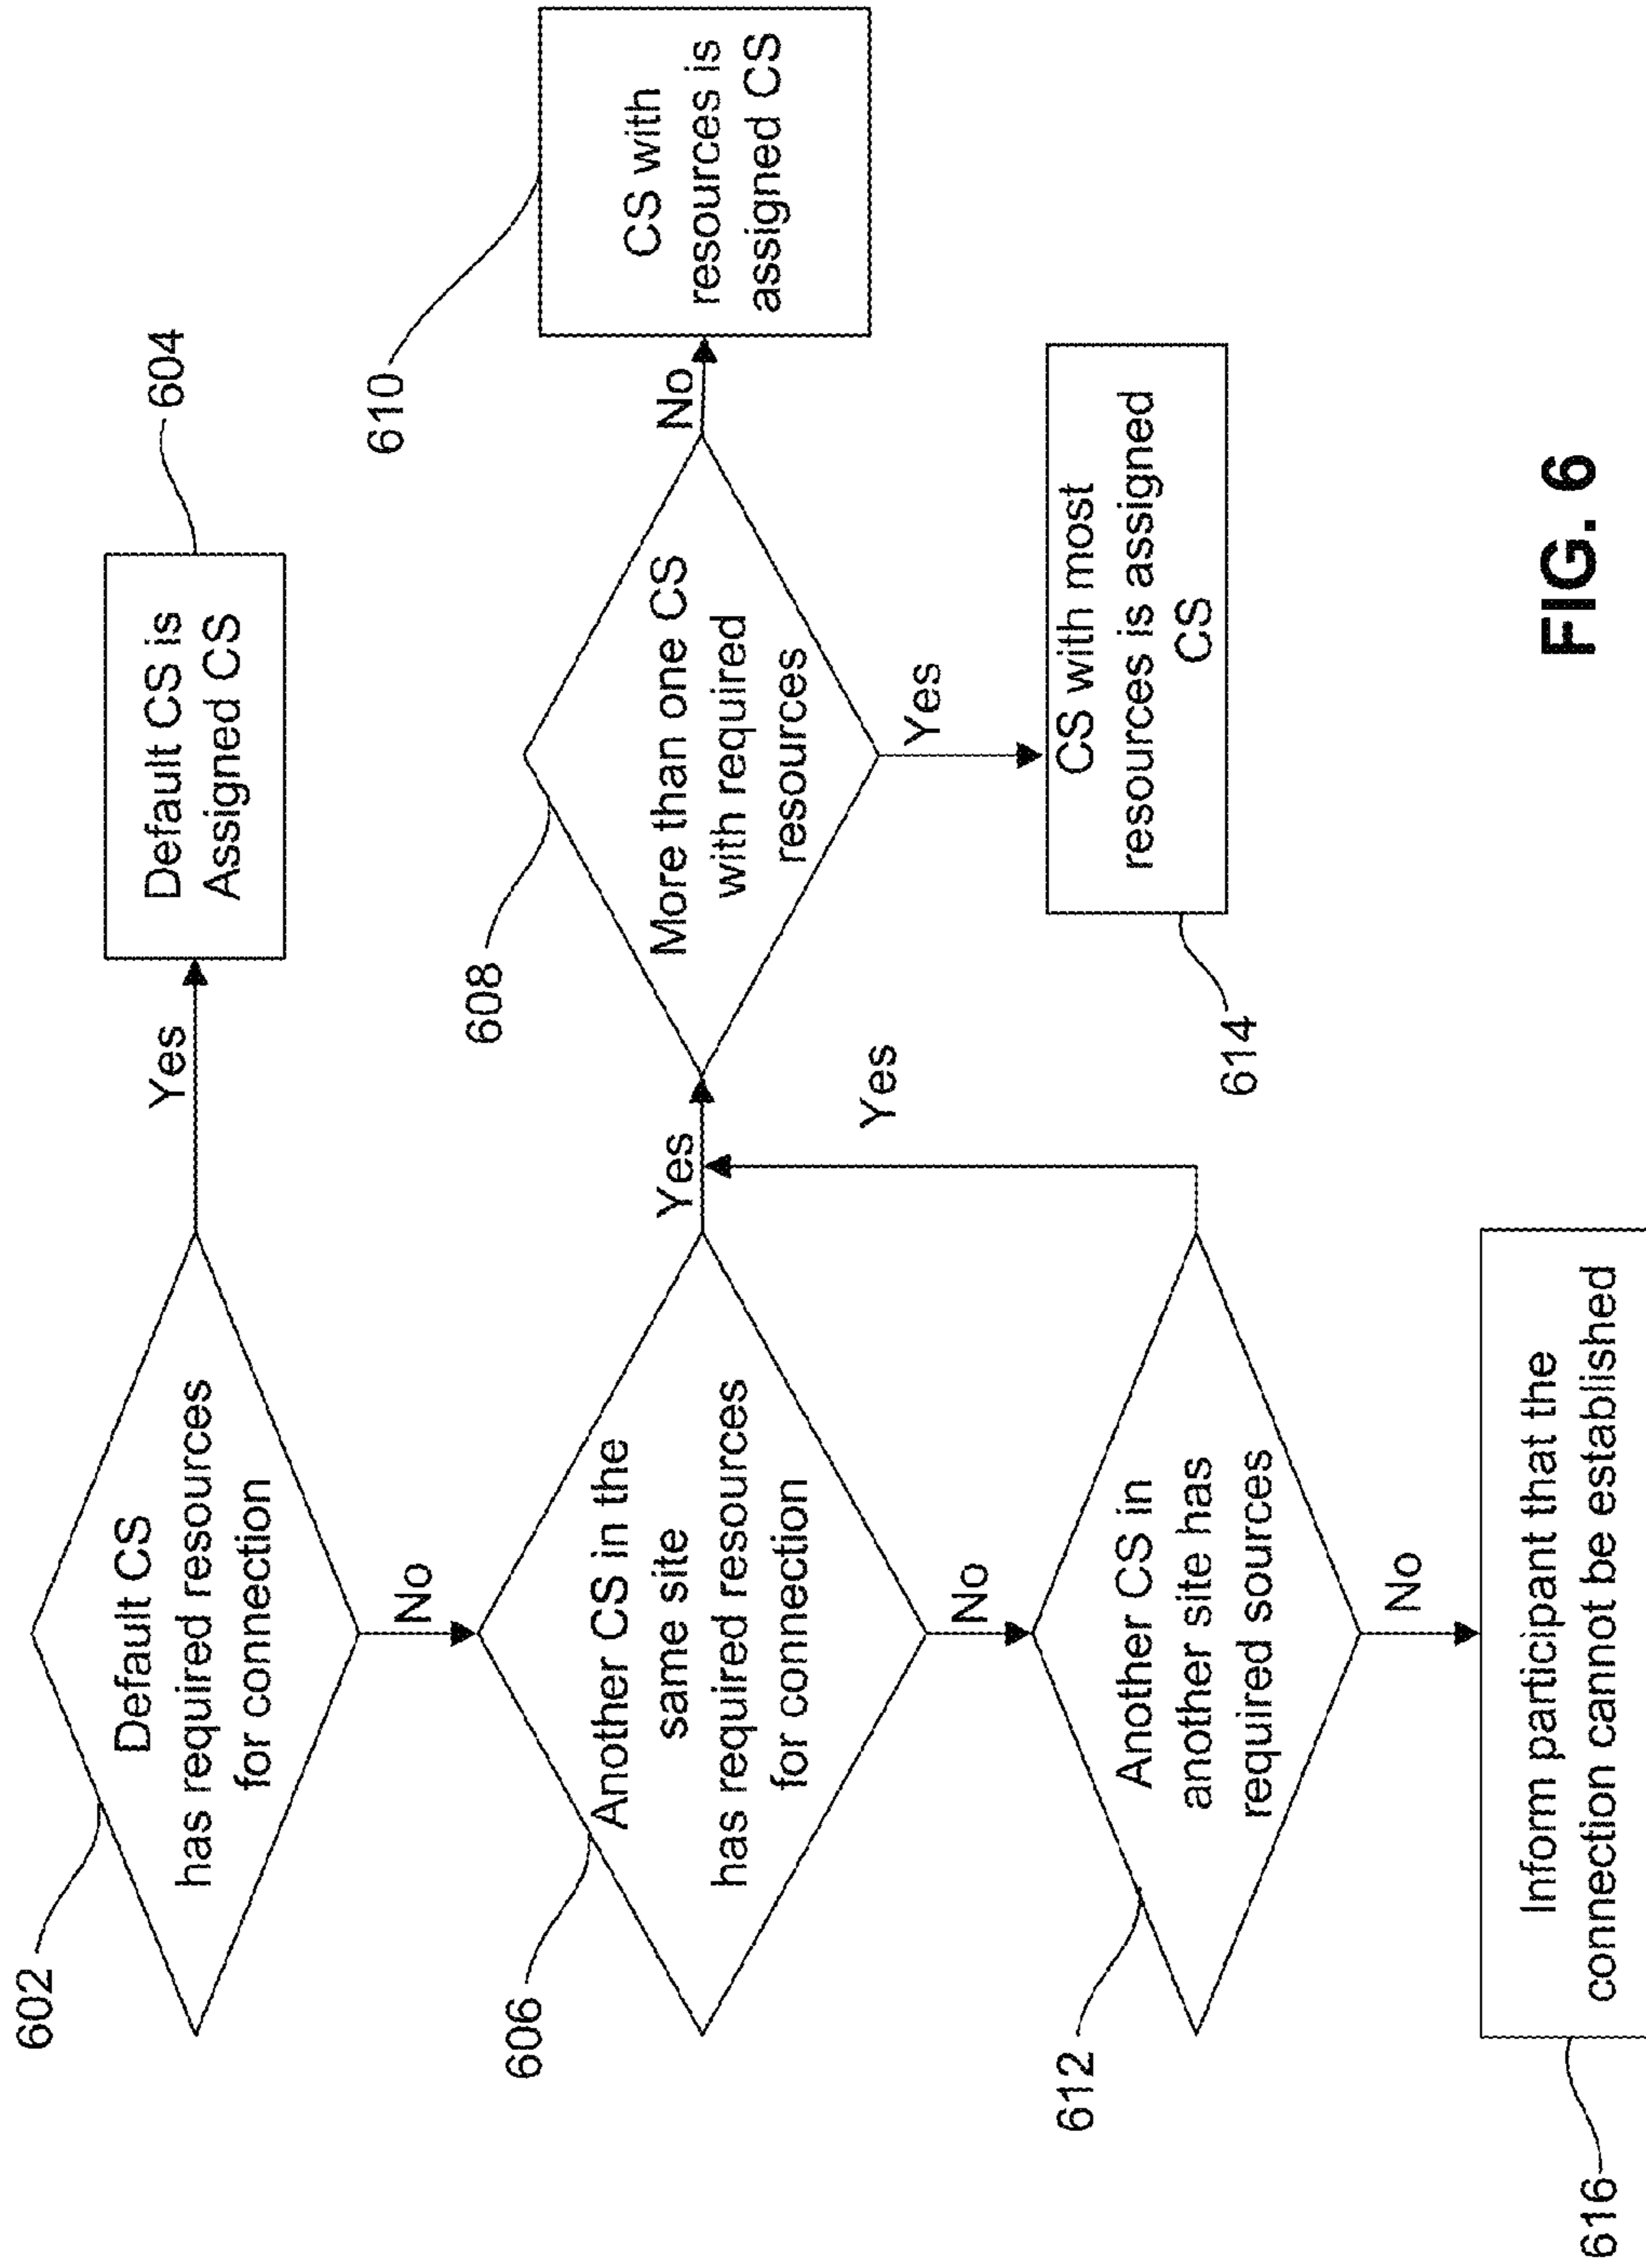 602
Default CS
has required resources
for connection
Yes
Default CS is
Assigned CS
604
No
606
Another CS in the
same site
has required resources
for connection
Yes
608
More than one CS
with required
resources
No
610
CS with
resources is
assigned CS
Yes
CS with most
resources is assigned
CS
614
No
612
Another CS in
another site has
required sources
Yes
No
616
Inform participant that the
connection cannot be established
FIG. 6